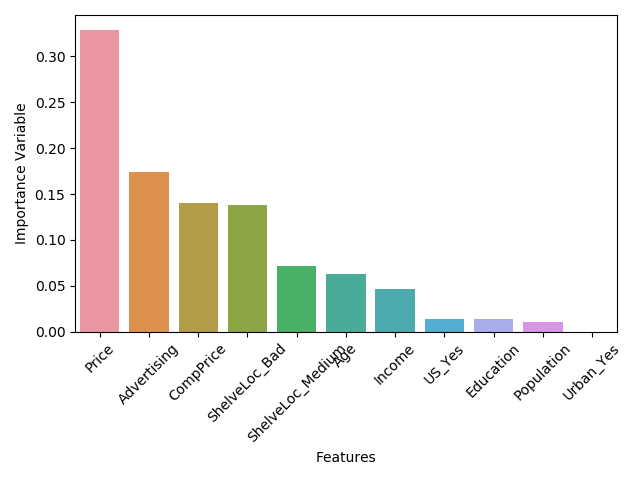 Importance Variable
0.30
0.25
0.20
0.15
0.10
0.05
0.00
Price
Advertising
CompPrice
ShelveLoc_Bad
ShelveLoc_Medium
Age
Income
US_Yes
Education
Population
Urban_Yes
Features